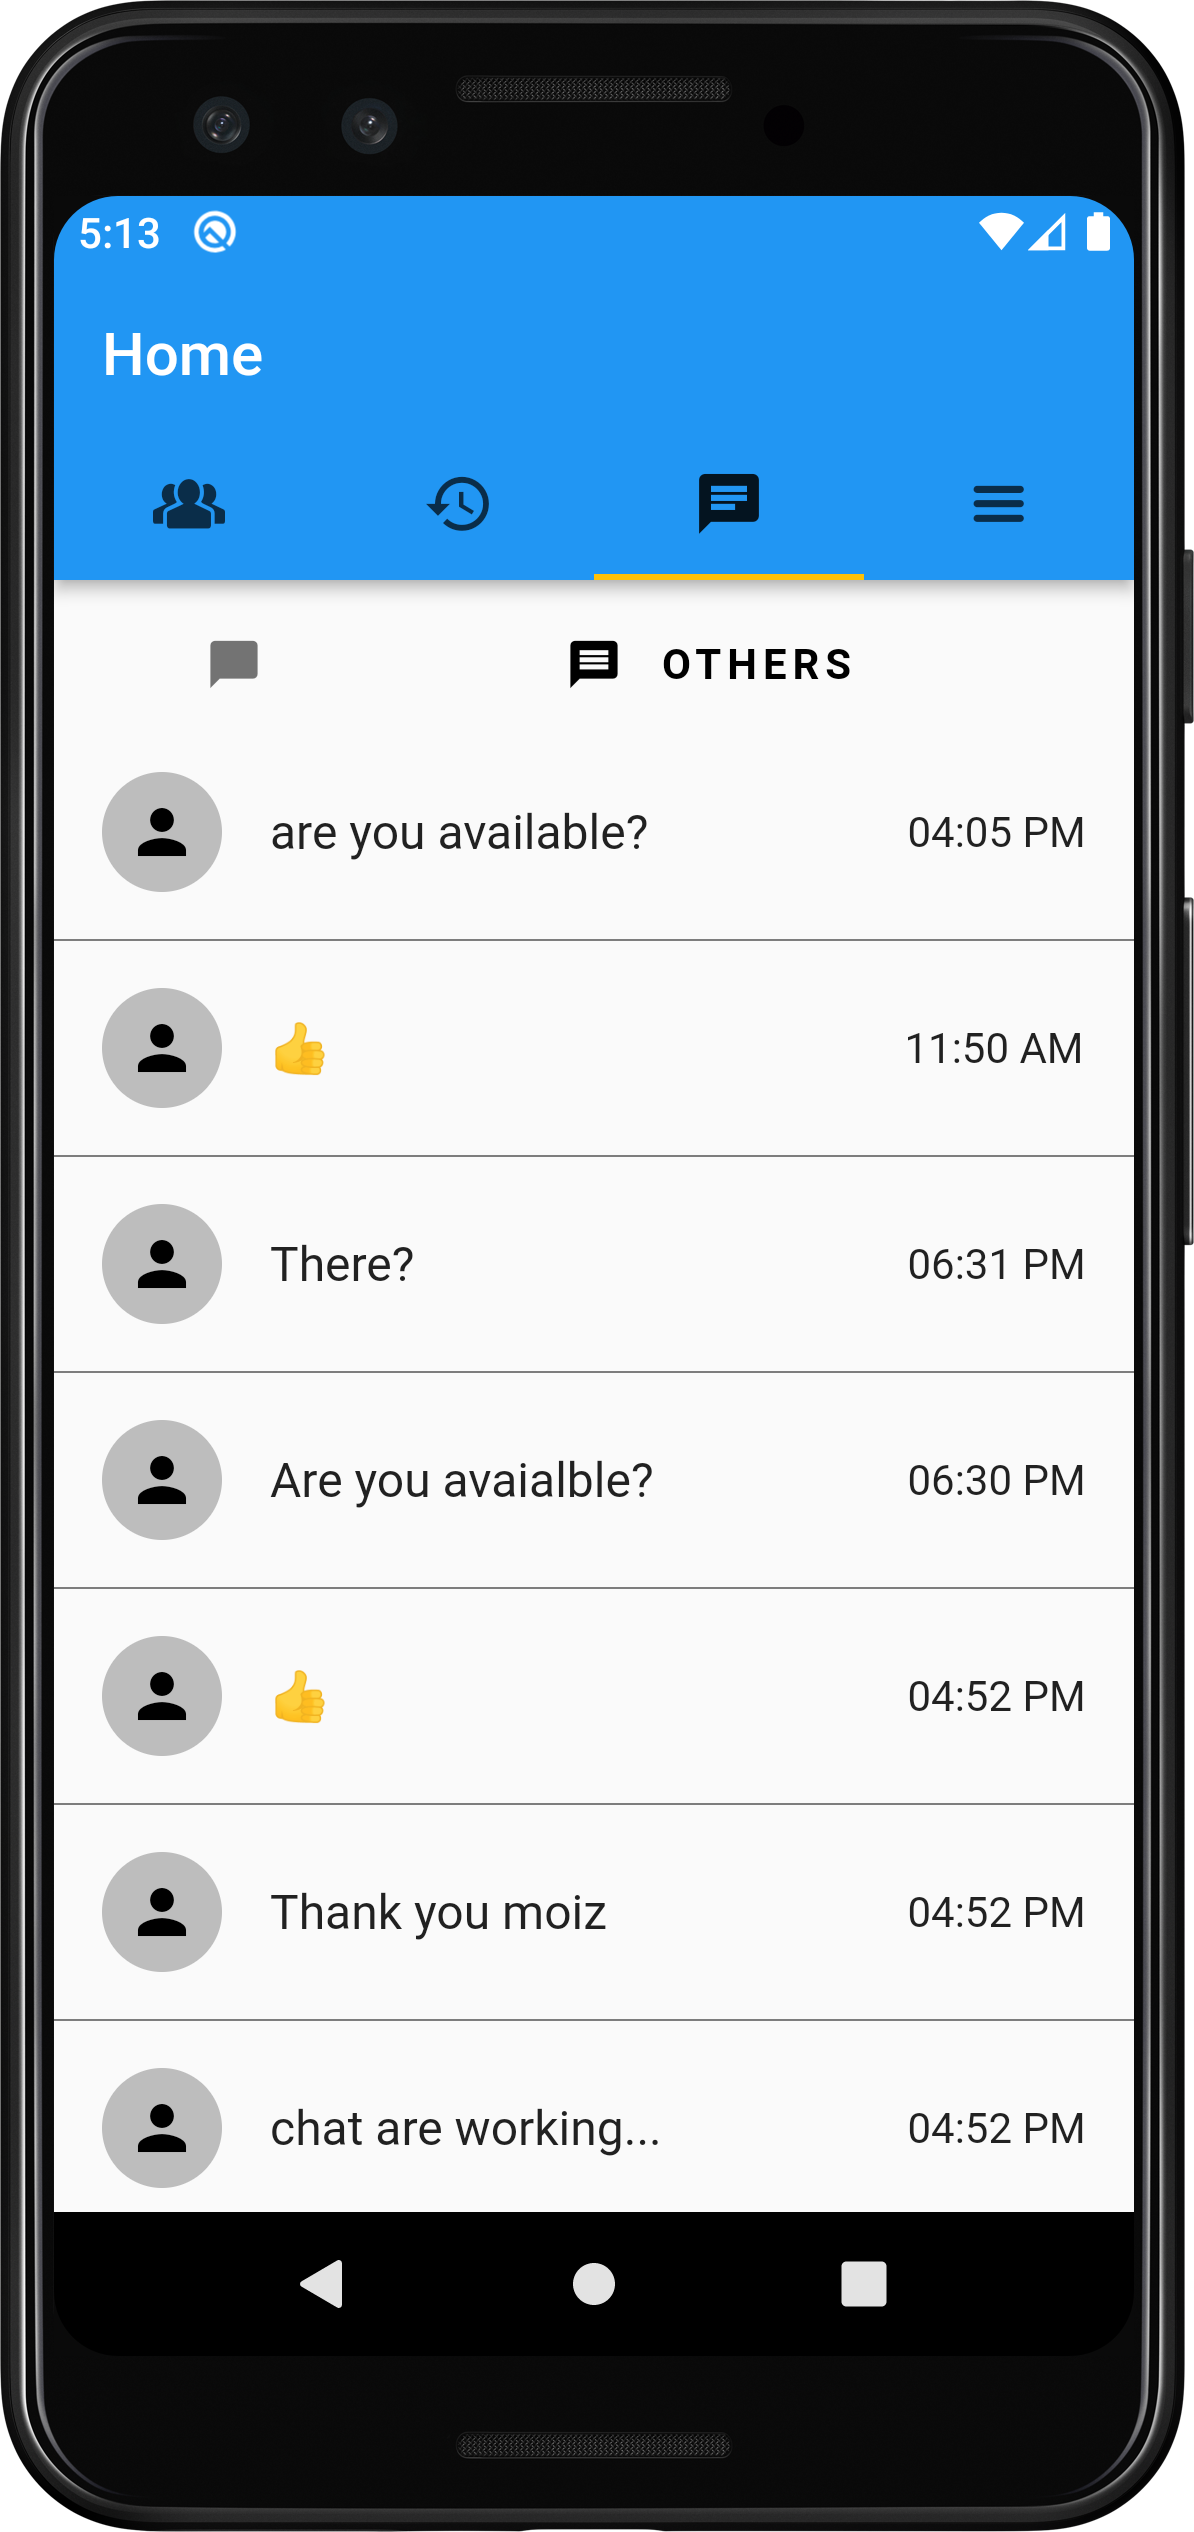 5:13
Home
OTHERS
are you available? 04:05 PM
👍 11:50 AM
There? 06:31 PM
Are you avaialble? 06:30 PM
👍 04:52 PM
Thank you moiz 04:52 PM
chat are working... 04:52 PM